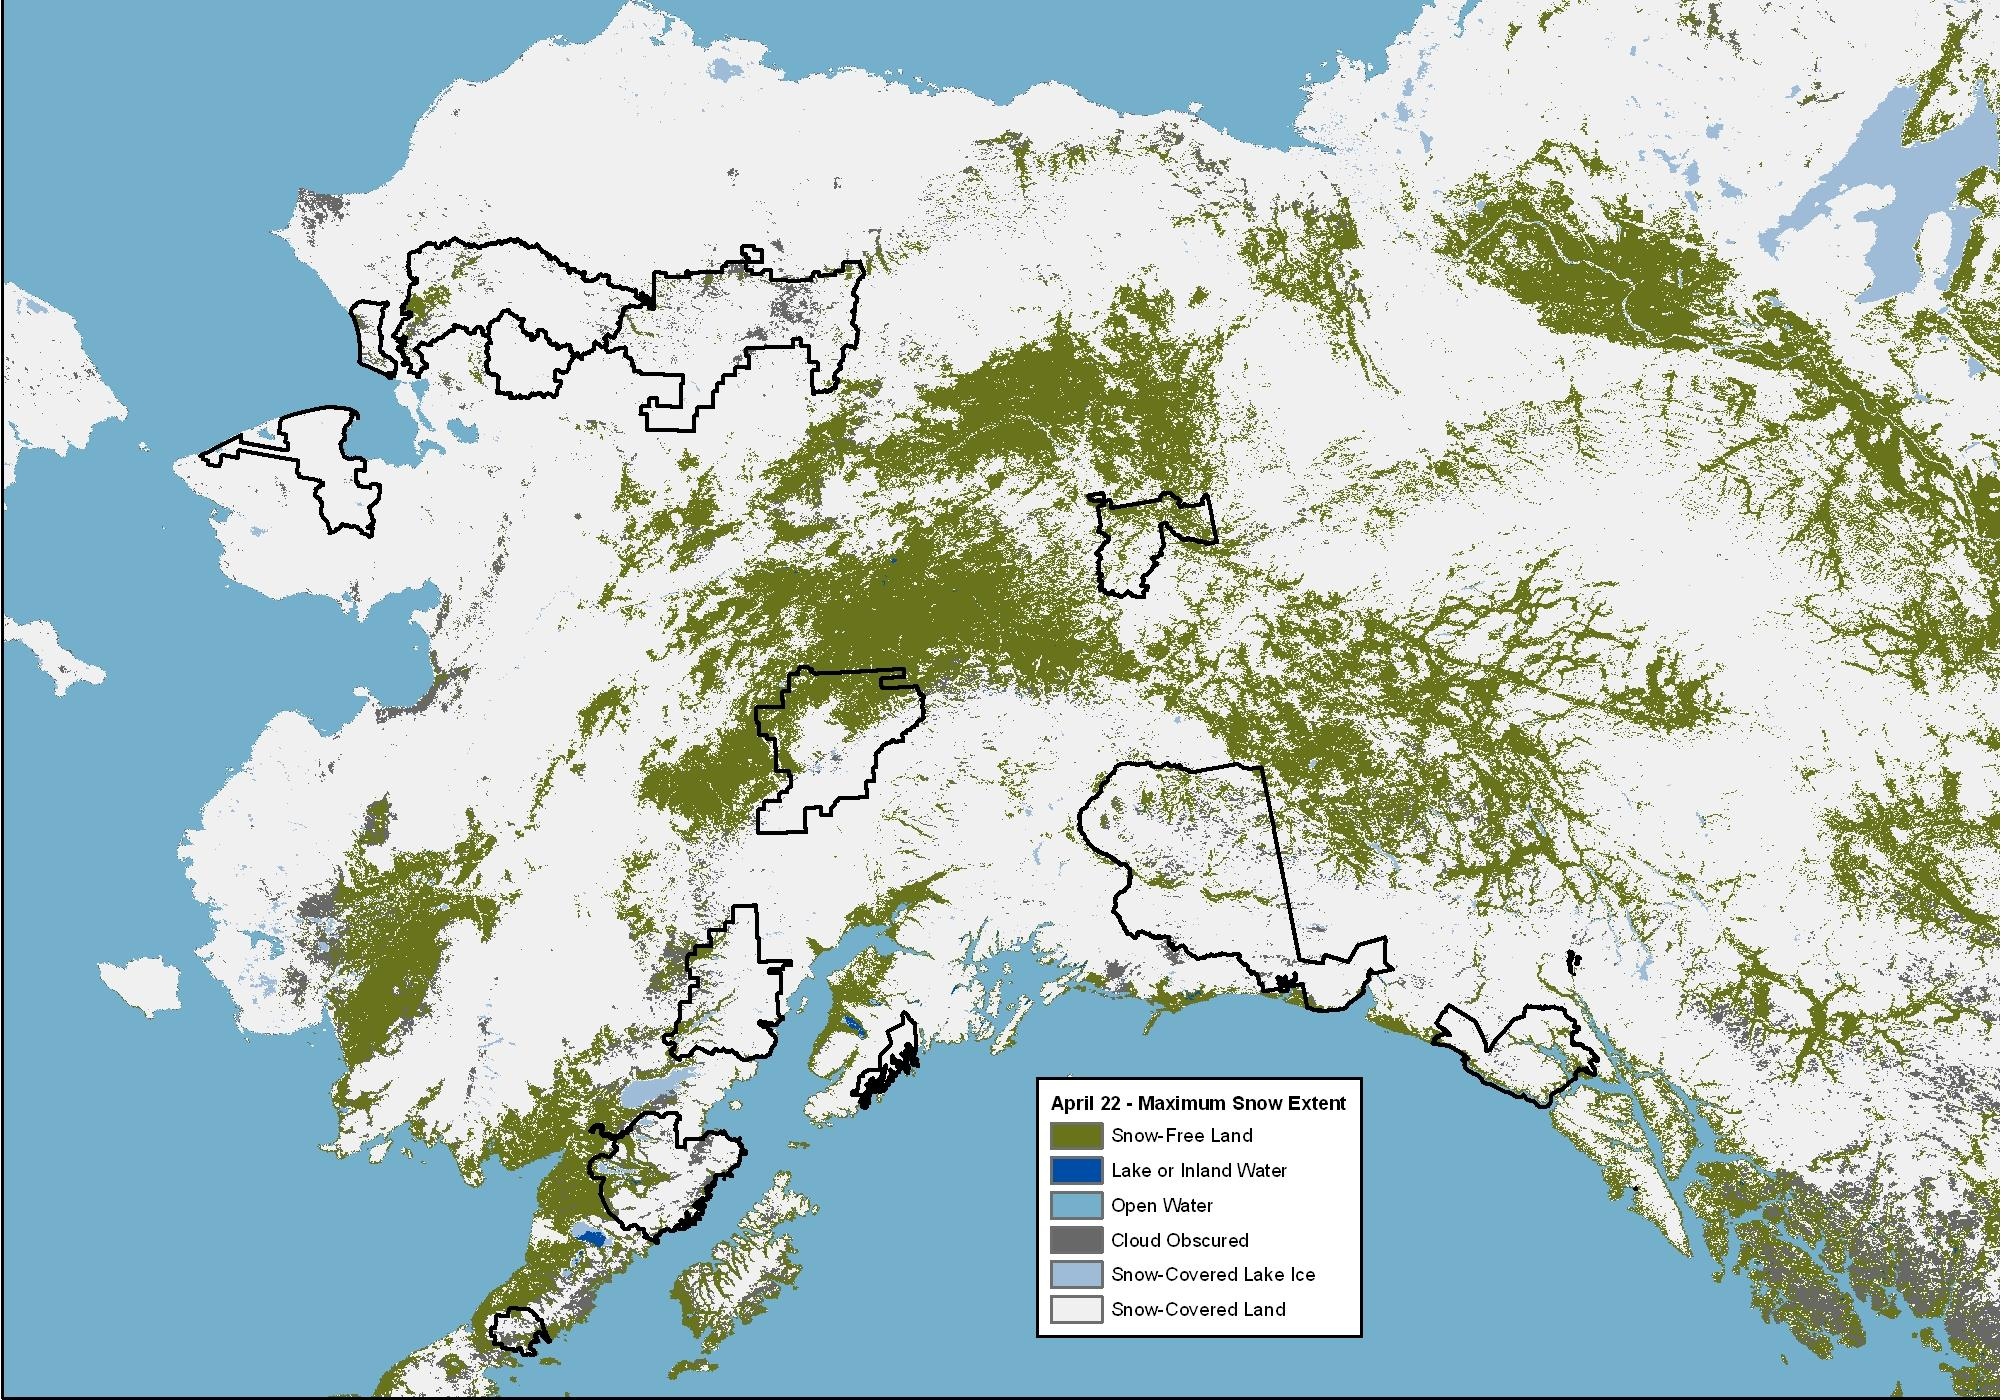 April 22 - Maximum Snow Extent
Snow-Free Land
Lake or Inland Water
Open Water
Cloud Obscured
Snow-Covered Lake Ice
Snow-Covered Land